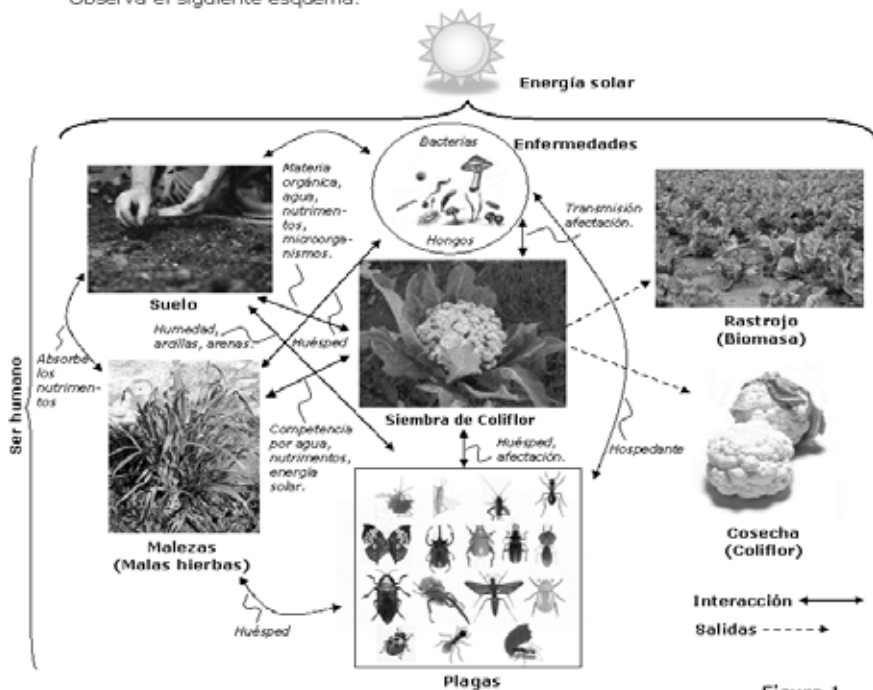 Observa el siguiente esquema:
Energía solar
Bacterias
Enfermedades
Hongos
Materia
orgánica,
agua,
nutrimen-
tos,
microorga-
nismos.
Transmisión
afectación.
Suelo
Humedad,
arcillas, arenas.
Huésped
Rastrojo
(Biomasa)
Ser humano
Absorbe
los
nutrimen-
tos
Siembra de Coliflor
Competencia
por agua,
nutrimentos,
energía
solar.
Huésped,
afectación.
Hospedante
Malezas
(Malas hierbas)
Cosecha
(Coliflor)
Huésped
Interacción
Salidas
Plagas